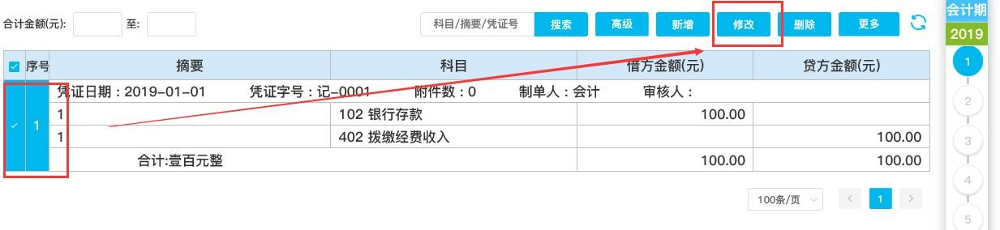 合计金额(元): 至: 科目/摘要/凭证号 搜索 高级 新增 修改 删除 更多
序号 摘要 科目 借方金额(元) 贷方金额(元)
凭证日期：2019-01-01 凭证字号：记-0001 附件数：0 制单人：会计 审核人：
1
1 102 银行存款 100.00
1 402 拨缴经费收入 100.00
合计:壹百元整 100.00 100.00
100条/页 < 1 >
会计期
2019
1
2
3
4
5